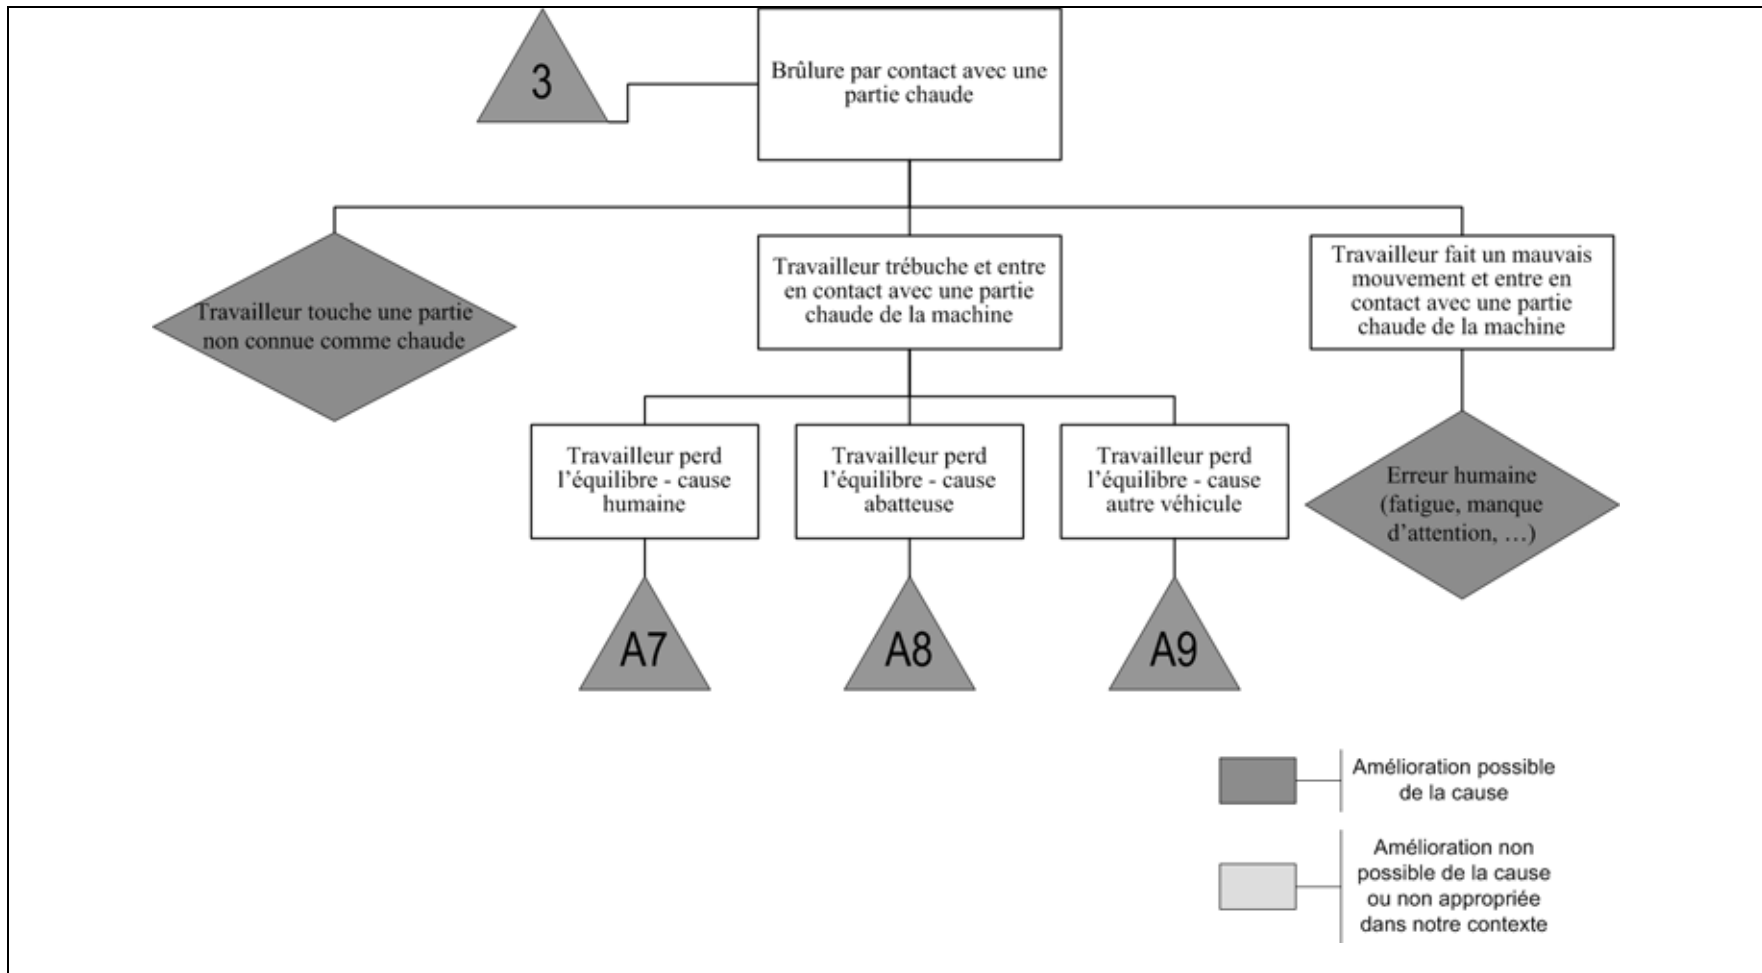 3
Brûlure par contact avec une
partie chaude
Travailleur touche une partie
non connue comme chaude
Travailleur trébuche et entre
en contact avec une partie
chaude de la machine
Travailleur fait un mauvais
mouvement et entre en
contact avec une partie
chaude de la machine
Travailleur perd
l’équilibre - cause
humaine
Travailleur perd
l’équilibre - cause
abatteuse
Travailleur perd
l’équilibre - cause
autre véhicule
Erreur humaine
(fatigue, manque
d’attention, …)
A7
A8
A9
Amélioration possible
de la cause
Amélioration non
possible de la cause
ou non appropriée
dans notre contexte